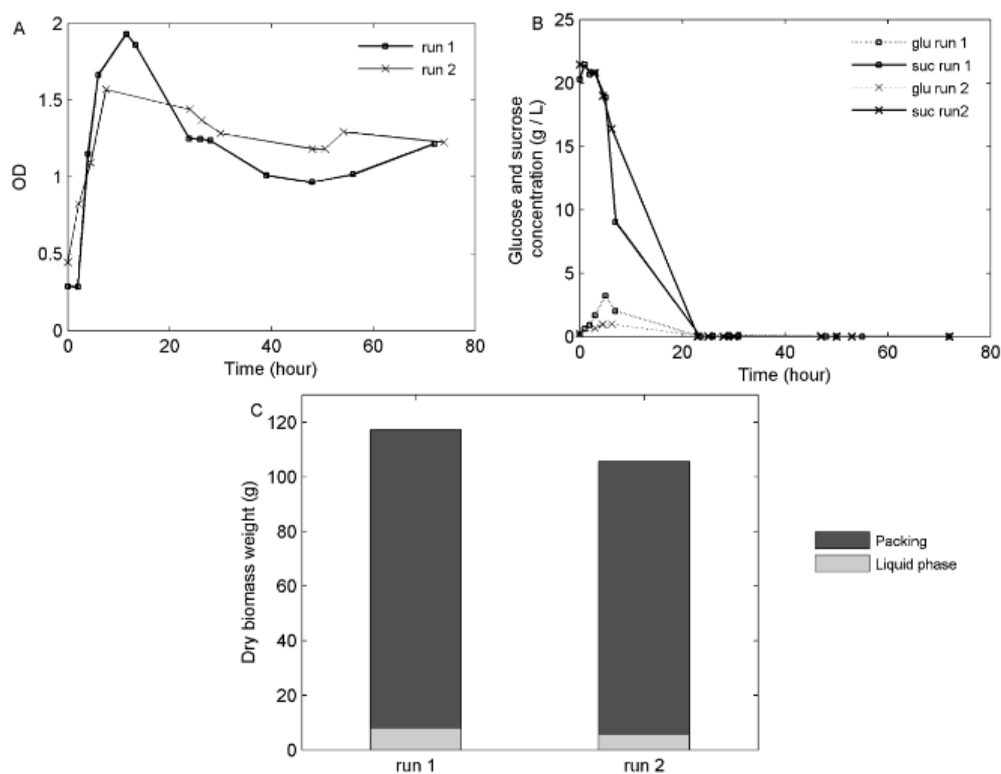 A
2
1.5
1
0.5
0
OD
0 20 40 60 80
Time (hour)
run 1
run 2
B
25
20
15
10
5
0
Glucose and sucrose
concentration (g / L)
0 20 40 60 80
Time (hour)
glu run 1
suc run 1
glu run 2
suc run2
C
120
100
80
60
40
20
0
Dry biomass weight (g)
run 1 run 2
Packing
Liquid phase